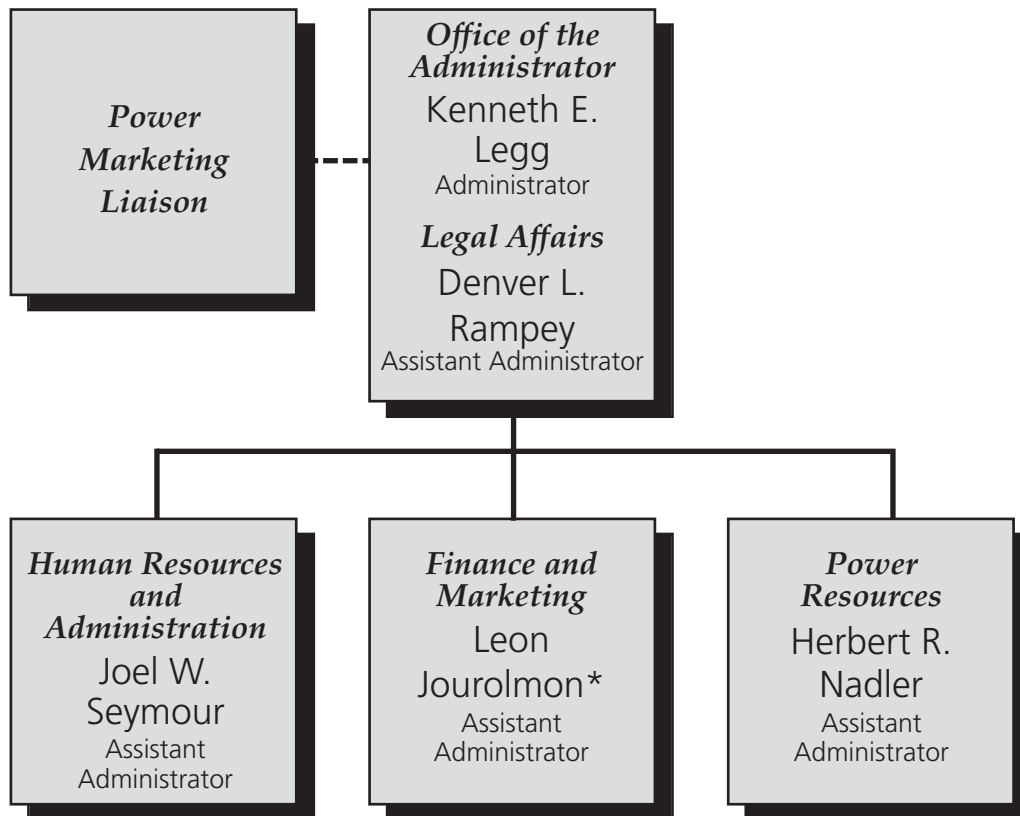 Power
Marketing
Liaison
Office of the
Administrator
Kenneth E.
Legg
Administrator
Legal Affairs
Denver L.
Rampey
Assistant Administrator
Human Resources
and
Administration
Joel W.
Seymour
Assistant
Administrator
Finance and
Marketing
Leon
Jourolmon*
Assistant
Administrator
Power
Resources
Herbert R.
Nadler
Assistant
Administrator